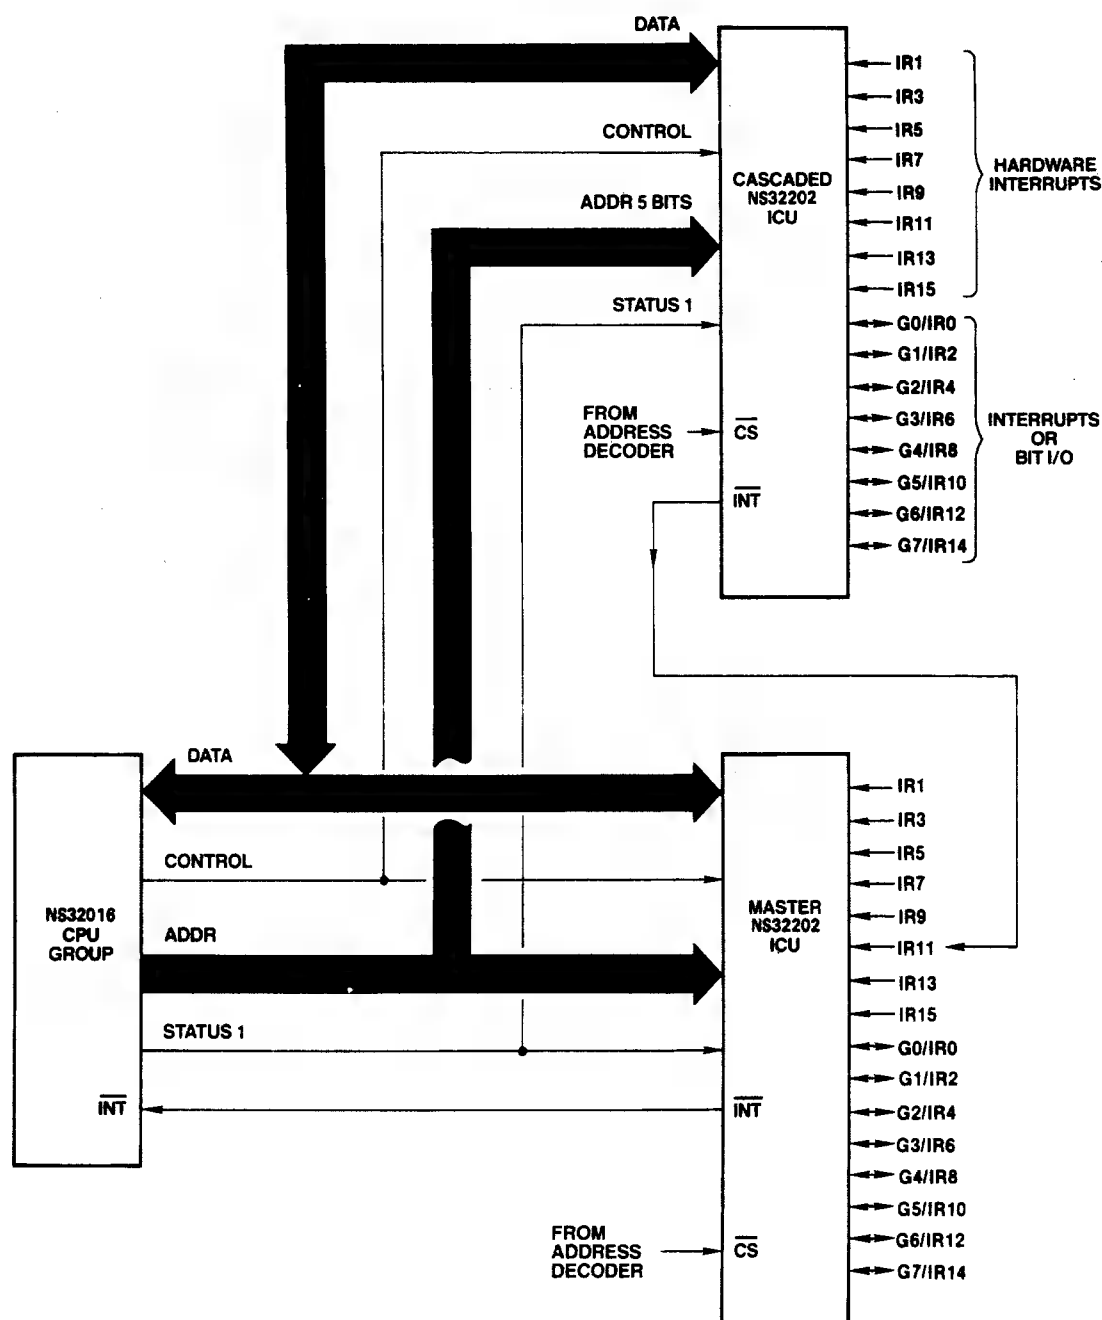 DATA
CONTROL
ADDR 5 BITS
STATUS 1
FROM
ADDRESS
DECODER
CS
INT
CASCADED
NS32202
ICU
IR1
IR3
IR5
IR7
IR9
IR11
IR13
IR15
HARDWARE
INTERRUPTS
G0/IR0
G1/IR2
G2/IR4
G3/IR6
G4/IR8
G5/IR10
G6/IR12
G7/IR14
INTERRUPTS
OR
BIT I/O
NS32016
CPU
GROUP
INT
DATA
CONTROL
ADDR
STATUS 1
MASTER
NS32202
ICU
INT
FROM
ADDRESS
DECODER
CS
IR1
IR3
IR5
IR7
IR9
IR11
IR13
IR15
G0/IR0
G1/IR2
G2/IR4
G3/IR6
G4/IR8
G5/IR10
G6/IR12
G7/IR14